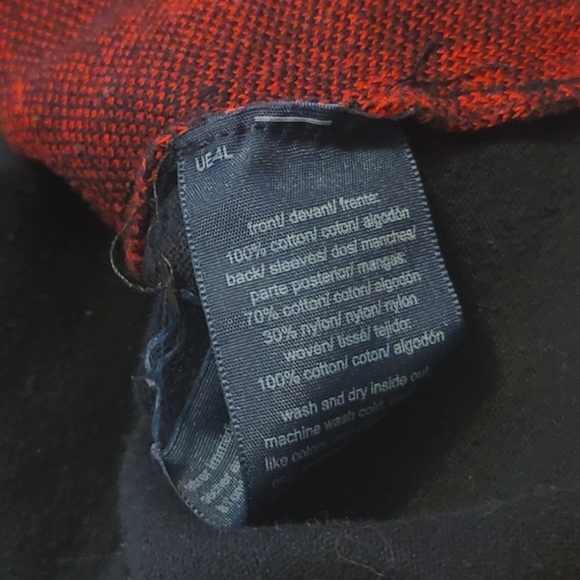 UE4L
front/ devant/ frente:
100% cotton/ coton/ algodón
back/ sleeves/ dos/ manches/
parte posterior/ mangas:
70% cotton/ coton/ algodón
30% nylon/ nylon/ nylon
woven/ tissé/ tejido:
100% cotton/ coton/ algodón
wash and dry inside out
machine wash cold,
like colors,